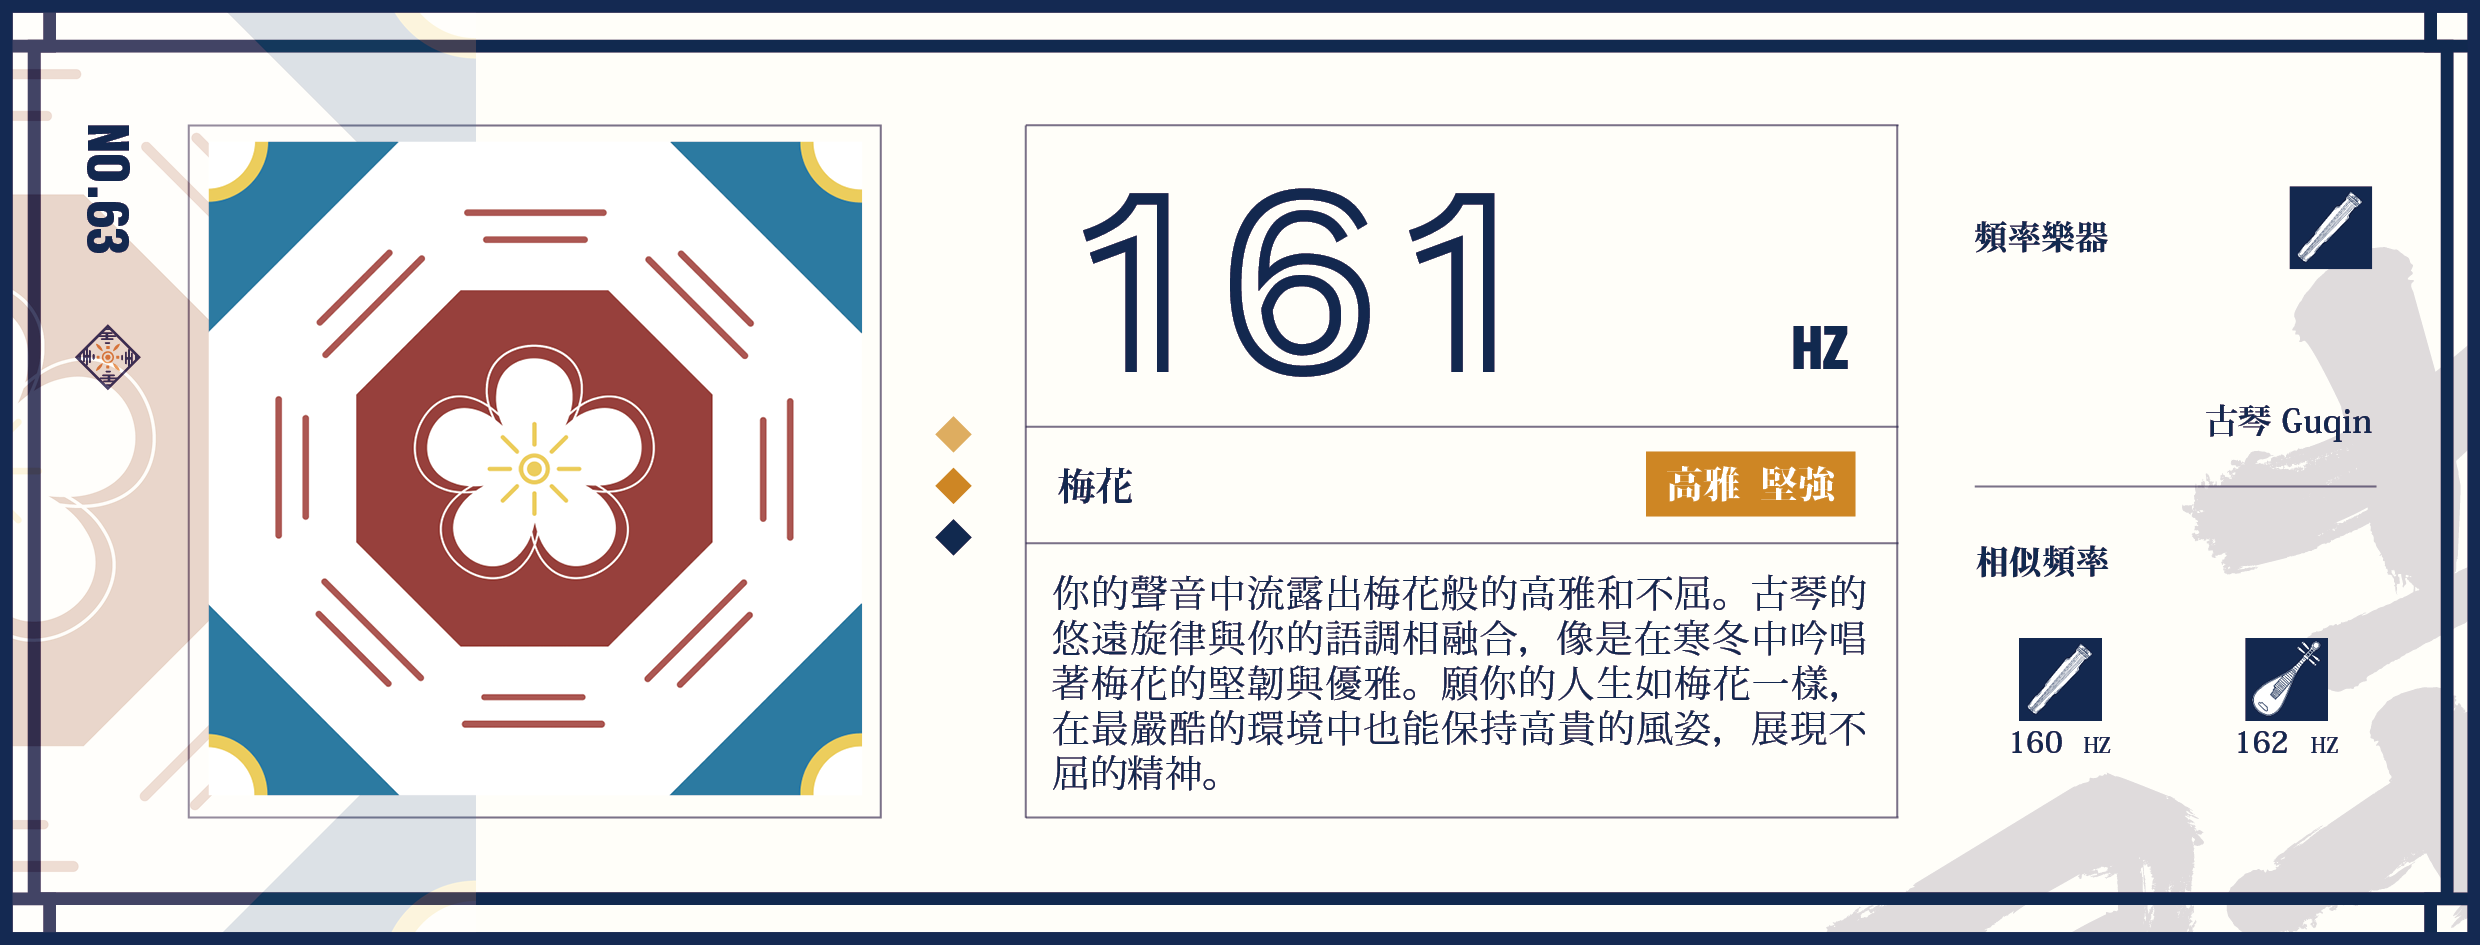 NO.63
161
HZ
梅花
高雅 堅強
你的聲音中流露出梅花般的高雅和不屈。古琴的
悠遠旋律與你的語調相融合，像是在寒冬中吟唱
著梅花的堅韌與優雅。願你的人生如梅花一樣，
在最嚴酷的環境中也能保持高貴的風姿，展現不
屈的精神。
頻率樂器
古琴 Guqin
相似頻率
160 HZ
162 HZ